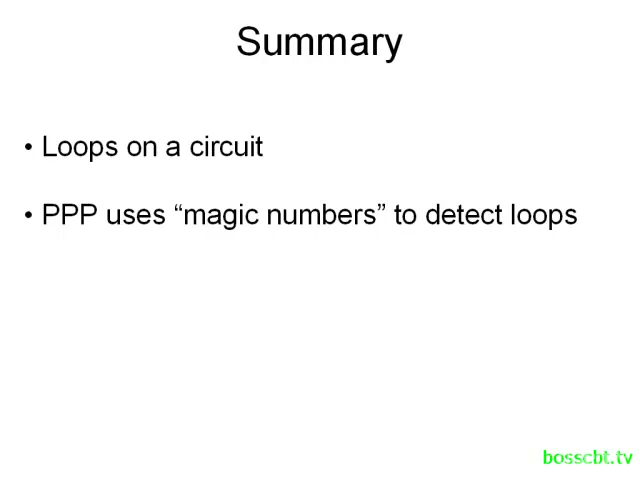 Summary
• Loops on a circuit
• PPP uses “magic numbers” to detect loops
bosscbt.tv